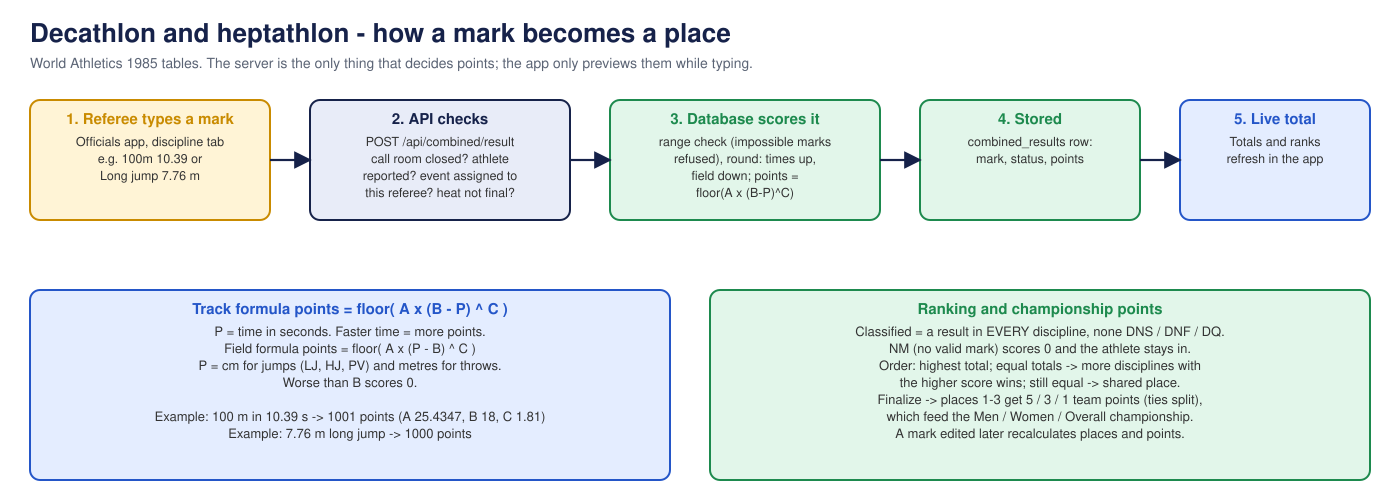 Decathlon and heptathlon - how a mark becomes a place
World Athletics 1985 tables. The server is the only thing that decides points; the app only previews them while typing.
1. Referee types a mark
Officials app, discipline tab
e.g. 100m 10.39 or
Long jump 7.76 m
2. API checks
POST /api/combined/result
call room closed? athlete
reported? event assigned to
this referee? heat not final?
3. Database scores it
range check (impossible marks
refused), round: times up,
field down; points =
floor(A x (B-P)^C)
4. Stored
combined_results row:
mark, status, points
5. Live total
Totals and ranks
refresh in the app
Track formula points = floor( A x (B - P) ^ C )
P = time in seconds. Faster time = more points.
Field formula points = floor( A x (P - B) ^ C )
P = cm for jumps (LJ, HJ, PV) and metres for throws.
Worse than B scores 0.
Example: 100 m in 10.39 s -> 1001 points (A 25.4347, B 18, C 1.81)
Example: 7.76 m long jump -> 1000 points
Ranking and championship points
Classified = a result in EVERY discipline, none DNS / DNF / DQ.
NM (no valid mark) scores 0 and the athlete stays in.
Order: highest total; equal totals -> more disciplines with
the higher score wins; still equal -> shared place.
Finalize -> places 1-3 get 5 / 3 / 1 team points (ties split),
which feed the Men / Women / Overall championship.
A mark edited later recalculates places and points.